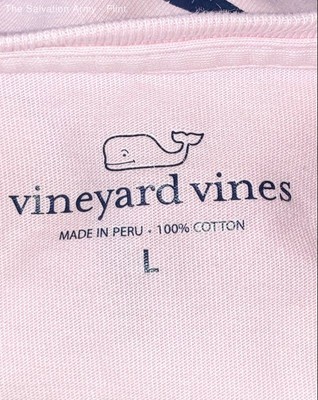 The Salvation Army - Flint
vineyard vines
MADE IN PERU • 100% COTTON
L